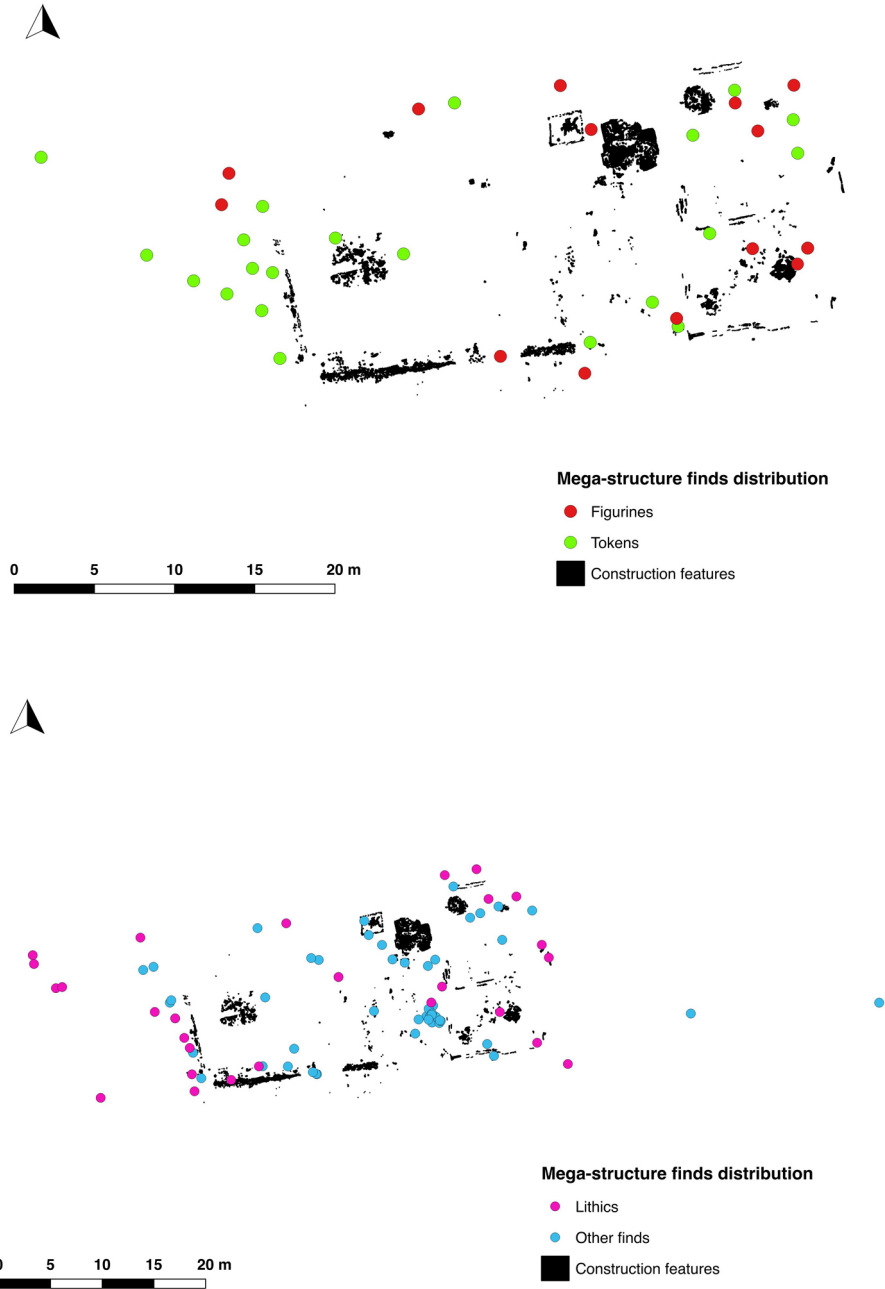 Mega-structure finds distribution
Figurines
Tokens
Construction features
0 5 10 15 20 m
Mega-structure finds distribution
Lithics
Other finds
Construction features
0 5 10 15 20 m